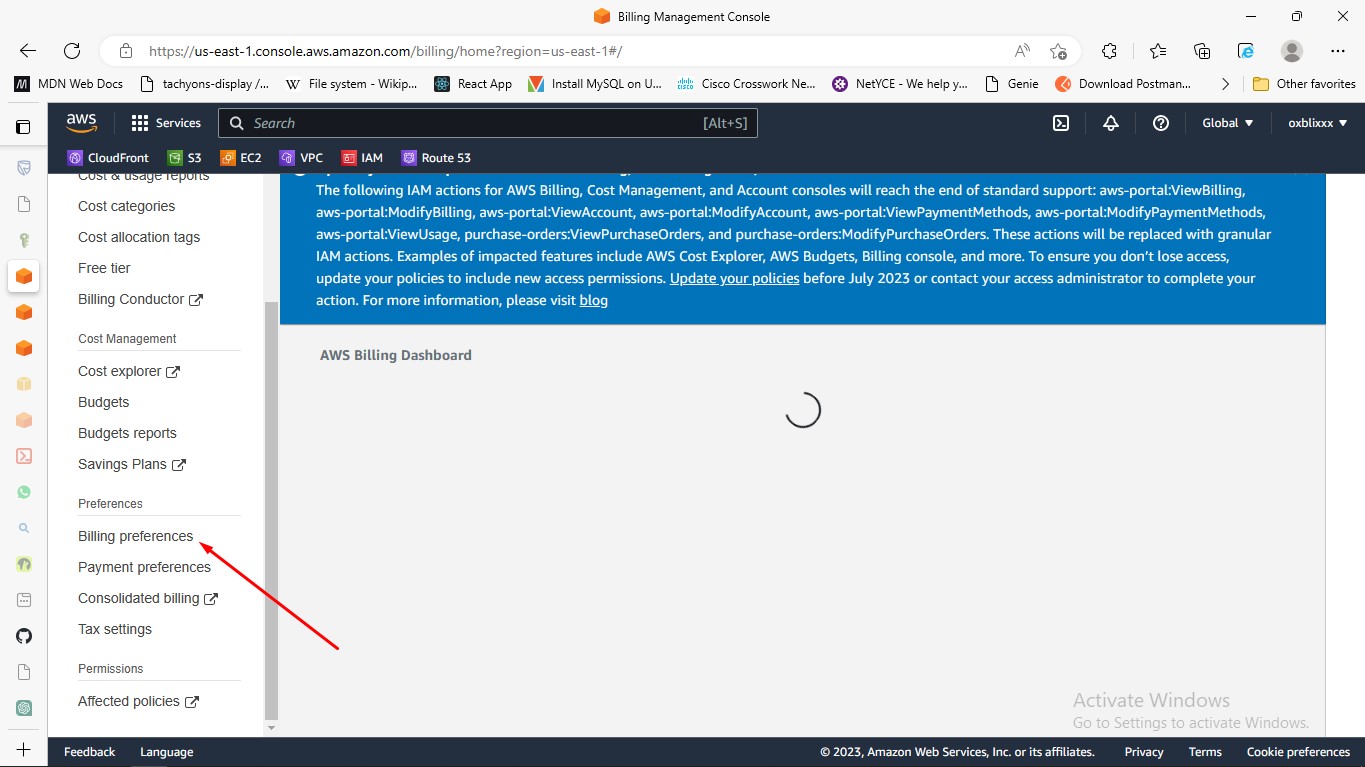 Billing Management Console
https://us-east-1.console.aws.amazon.com/billing/home?region=us-east-1#/
MDN Web Docs
tachyons-display /...
File system - Wikip...
React App
Install MySQL on U...
Cisco Crosswork Ne...
NetYCE - We help y...
Genie
Download Postman...
Other favorites
aws
Services
Search
[Alt+S]
Global
oxblixxx
CloudFront
S3
EC2
VPC
IAM
Route 53
Cost & usage reports
Cost categories
Cost allocation tags
Free tier
Billing Conductor
Cost Management
Cost explorer
Budgets
Budgets reports
Savings Plans
Preferences
Billing preferences
Payment preferences
Consolidated billing
Tax settings
Permissions
Affected policies
The following IAM actions for AWS Billing, Cost Management, and Account consoles will reach the end of standard support: aws-portal:ViewBilling,
aws-portal:ModifyBilling, aws-portal:ViewAccount, aws-portal:ModifyAccount, aws-portal:ViewPaymentMethods, aws-portal:ModifyPaymentMethods,
aws-portal:ViewUsage, purchase-orders:ViewPurchaseOrders, and purchase-orders:ModifyPurchaseOrders. These actions will be replaced with granular
IAM actions. Examples of impacted features include AWS Cost Explorer, AWS Budgets, Billing console, and more. To ensure you don't lose access,
update your policies to include new access permissions. Update your policies before July 2023 or contact your access administrator to complete your
action. For more information, please visit blog
AWS Billing Dashboard
Activate Windows
Go to Settings to activate Windows.
Feedback
Language
© 2023, Amazon Web Services, Inc. or its affiliates.
Privacy
Terms
Cookie preferences